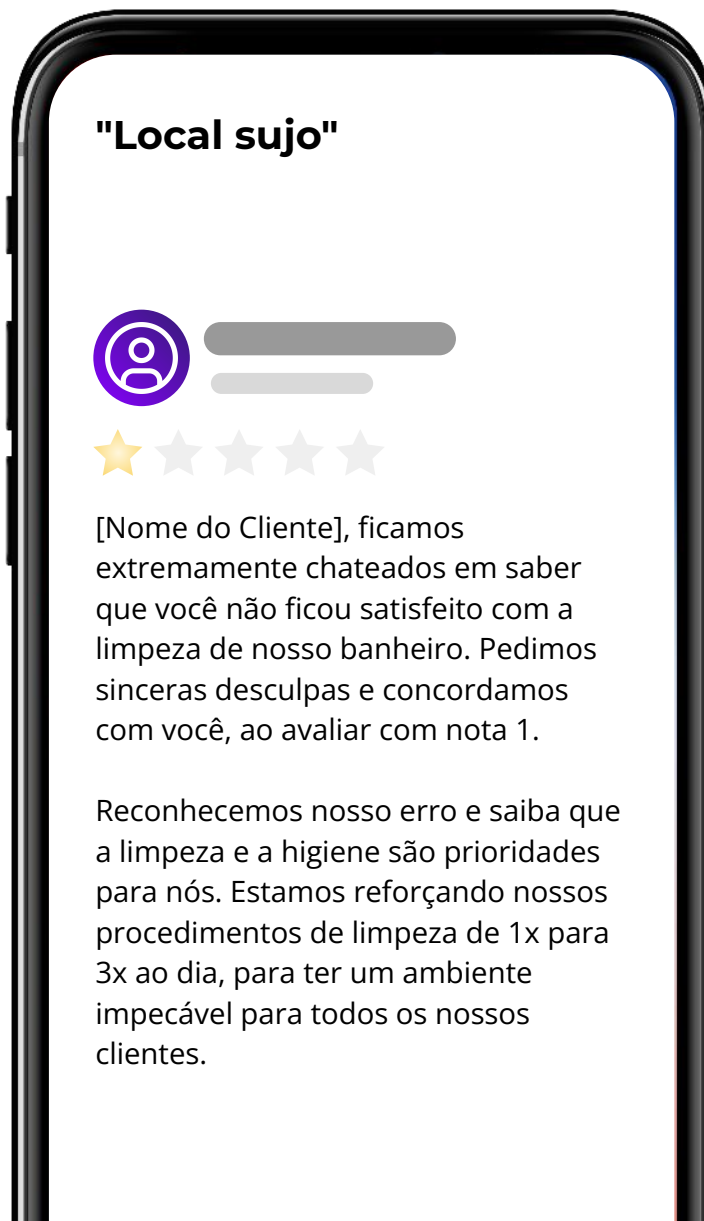 "Local sujo"
[Nome do Cliente], ficamos
extremamente chateados em saber
que você não ficou satisfeito com a
limpeza de nosso banheiro. Pedimos
sinceras desculpas e concordamos
com você, ao avaliar com nota 1.
Reconhecemos nosso erro e saiba que
a limpeza e a higiene são prioridades
para nós. Estamos reforçando nossos
procedimentos de limpeza de 1x para
3x ao dia, para ter um ambiente
impecável para todos os nossos
clientes.